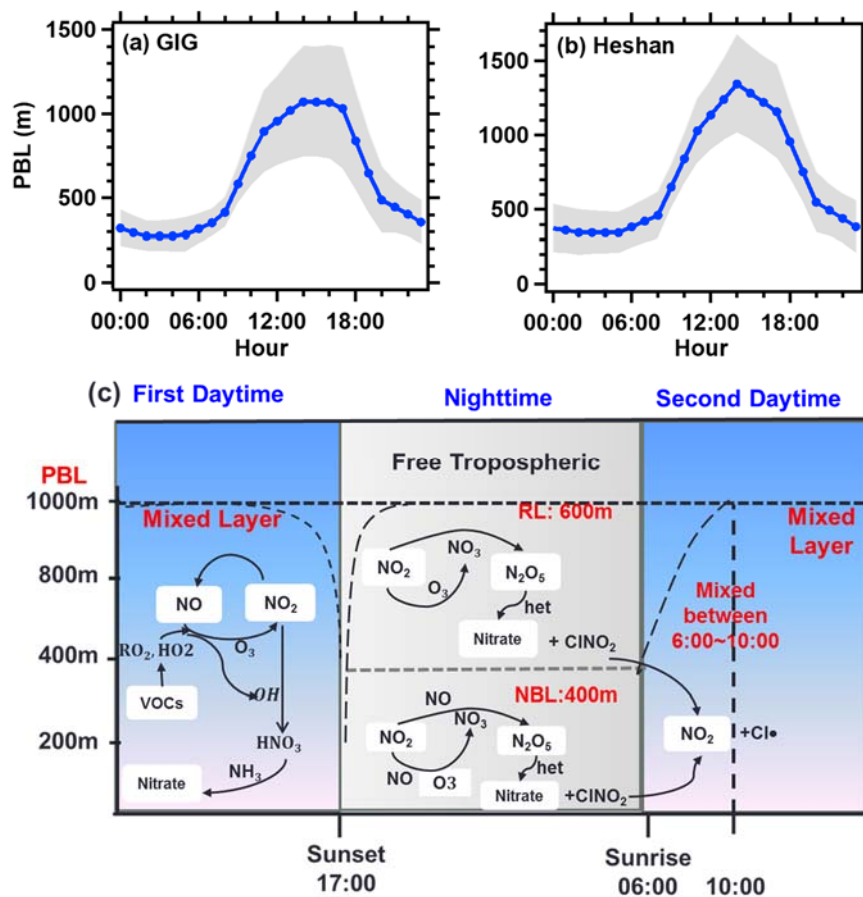 (a) GIG
1500
1000
500
0
PBL (m)
00:00 06:00 12:00 18:00
Hour
(b) Heshan
1500
1000
500
0
00:00 06:00 12:00 18:00
Hour
(c) First Daytime Nighttime Second Daytime
PBL
1000m
800m
600m
400m
200m
Free Tropospheric
Mixed Layer
RL: 600m
Mixed
Layer
NO NO₂
O₃
RO₂,HO2
OH
VOCs
HNO₃
NH₃
Nitrate
NO₂ NO₃
O₃ N₂O₅
het
Nitrate + ClNO₂
NBL:400m
NO
NO₂ NO₃
N₂O₅
NO O3
het
Nitrate +ClNO₂
Mixed
between
6:00~10:00
NO₂ +Cl•
Sunset
17:00
Sunrise
06:00 10:00